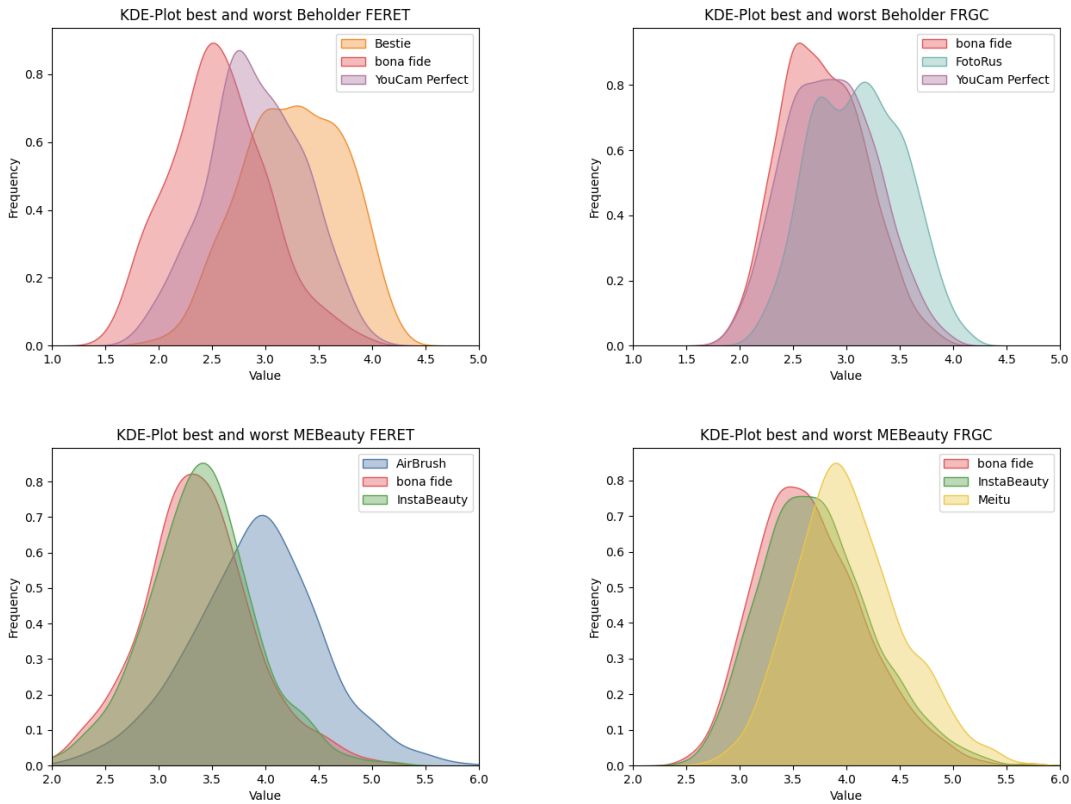 KDE-Plot best and worst Beholder FERET
Bestie
bona fide
YouCam Perfect
Frequency
0.8
0.6
0.4
0.2
0.0
1.0 1.5 2.0 2.5 3.0 3.5 4.0 4.5 5.0
Value
KDE-Plot best and worst Beholder FRGC
bona fide
FotoRus
YouCam Perfect
Frequency
0.8
0.6
0.4
0.2
0.0
1.0 1.5 2.0 2.5 3.0 3.5 4.0 4.5 5.0
Value
KDE-Plot best and worst MEBeauty FERET
AirBrush
bona fide
InstaBeauty
Frequency
0.8
0.7
0.6
0.5
0.4
0.3
0.2
0.1
0.0
2.0 2.5 3.0 3.5 4.0 4.5 5.0 5.5 6.0
Value
KDE-Plot best and worst MEBeauty FRGC
bona fide
InstaBeauty
Meitu
Frequency
0.8
0.7
0.6
0.5
0.4
0.3
0.2
0.1
0.0
2.0 2.5 3.0 3.5 4.0 4.5 5.0 5.5 6.0
Value